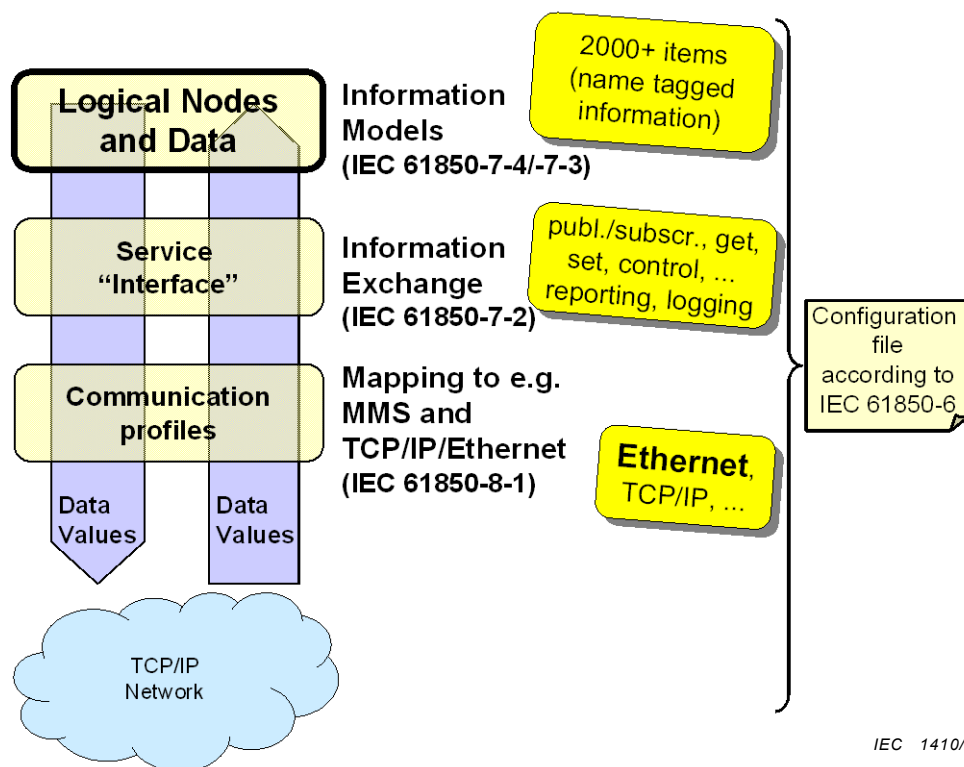 Logical Nodes
and Data
Information
Models
(IEC 61850-7-4/-7-3)
2000+ items
(name tagged
information)
Service
“Interface”
Information
Exchange
(IEC 61850-7-2)
publ./subscr., get,
set, control, ...
reporting, logging
Configuration
file
according to
IEC 61850-6
Communication
profiles
Mapping to e.g.
MMS and
TCP/IP/Ethernet
(IEC 61850-8-1)
Ethernet,
TCP/IP, ...
Data
Values
Data
Values
TCP/IP
Network
IEC 1410/